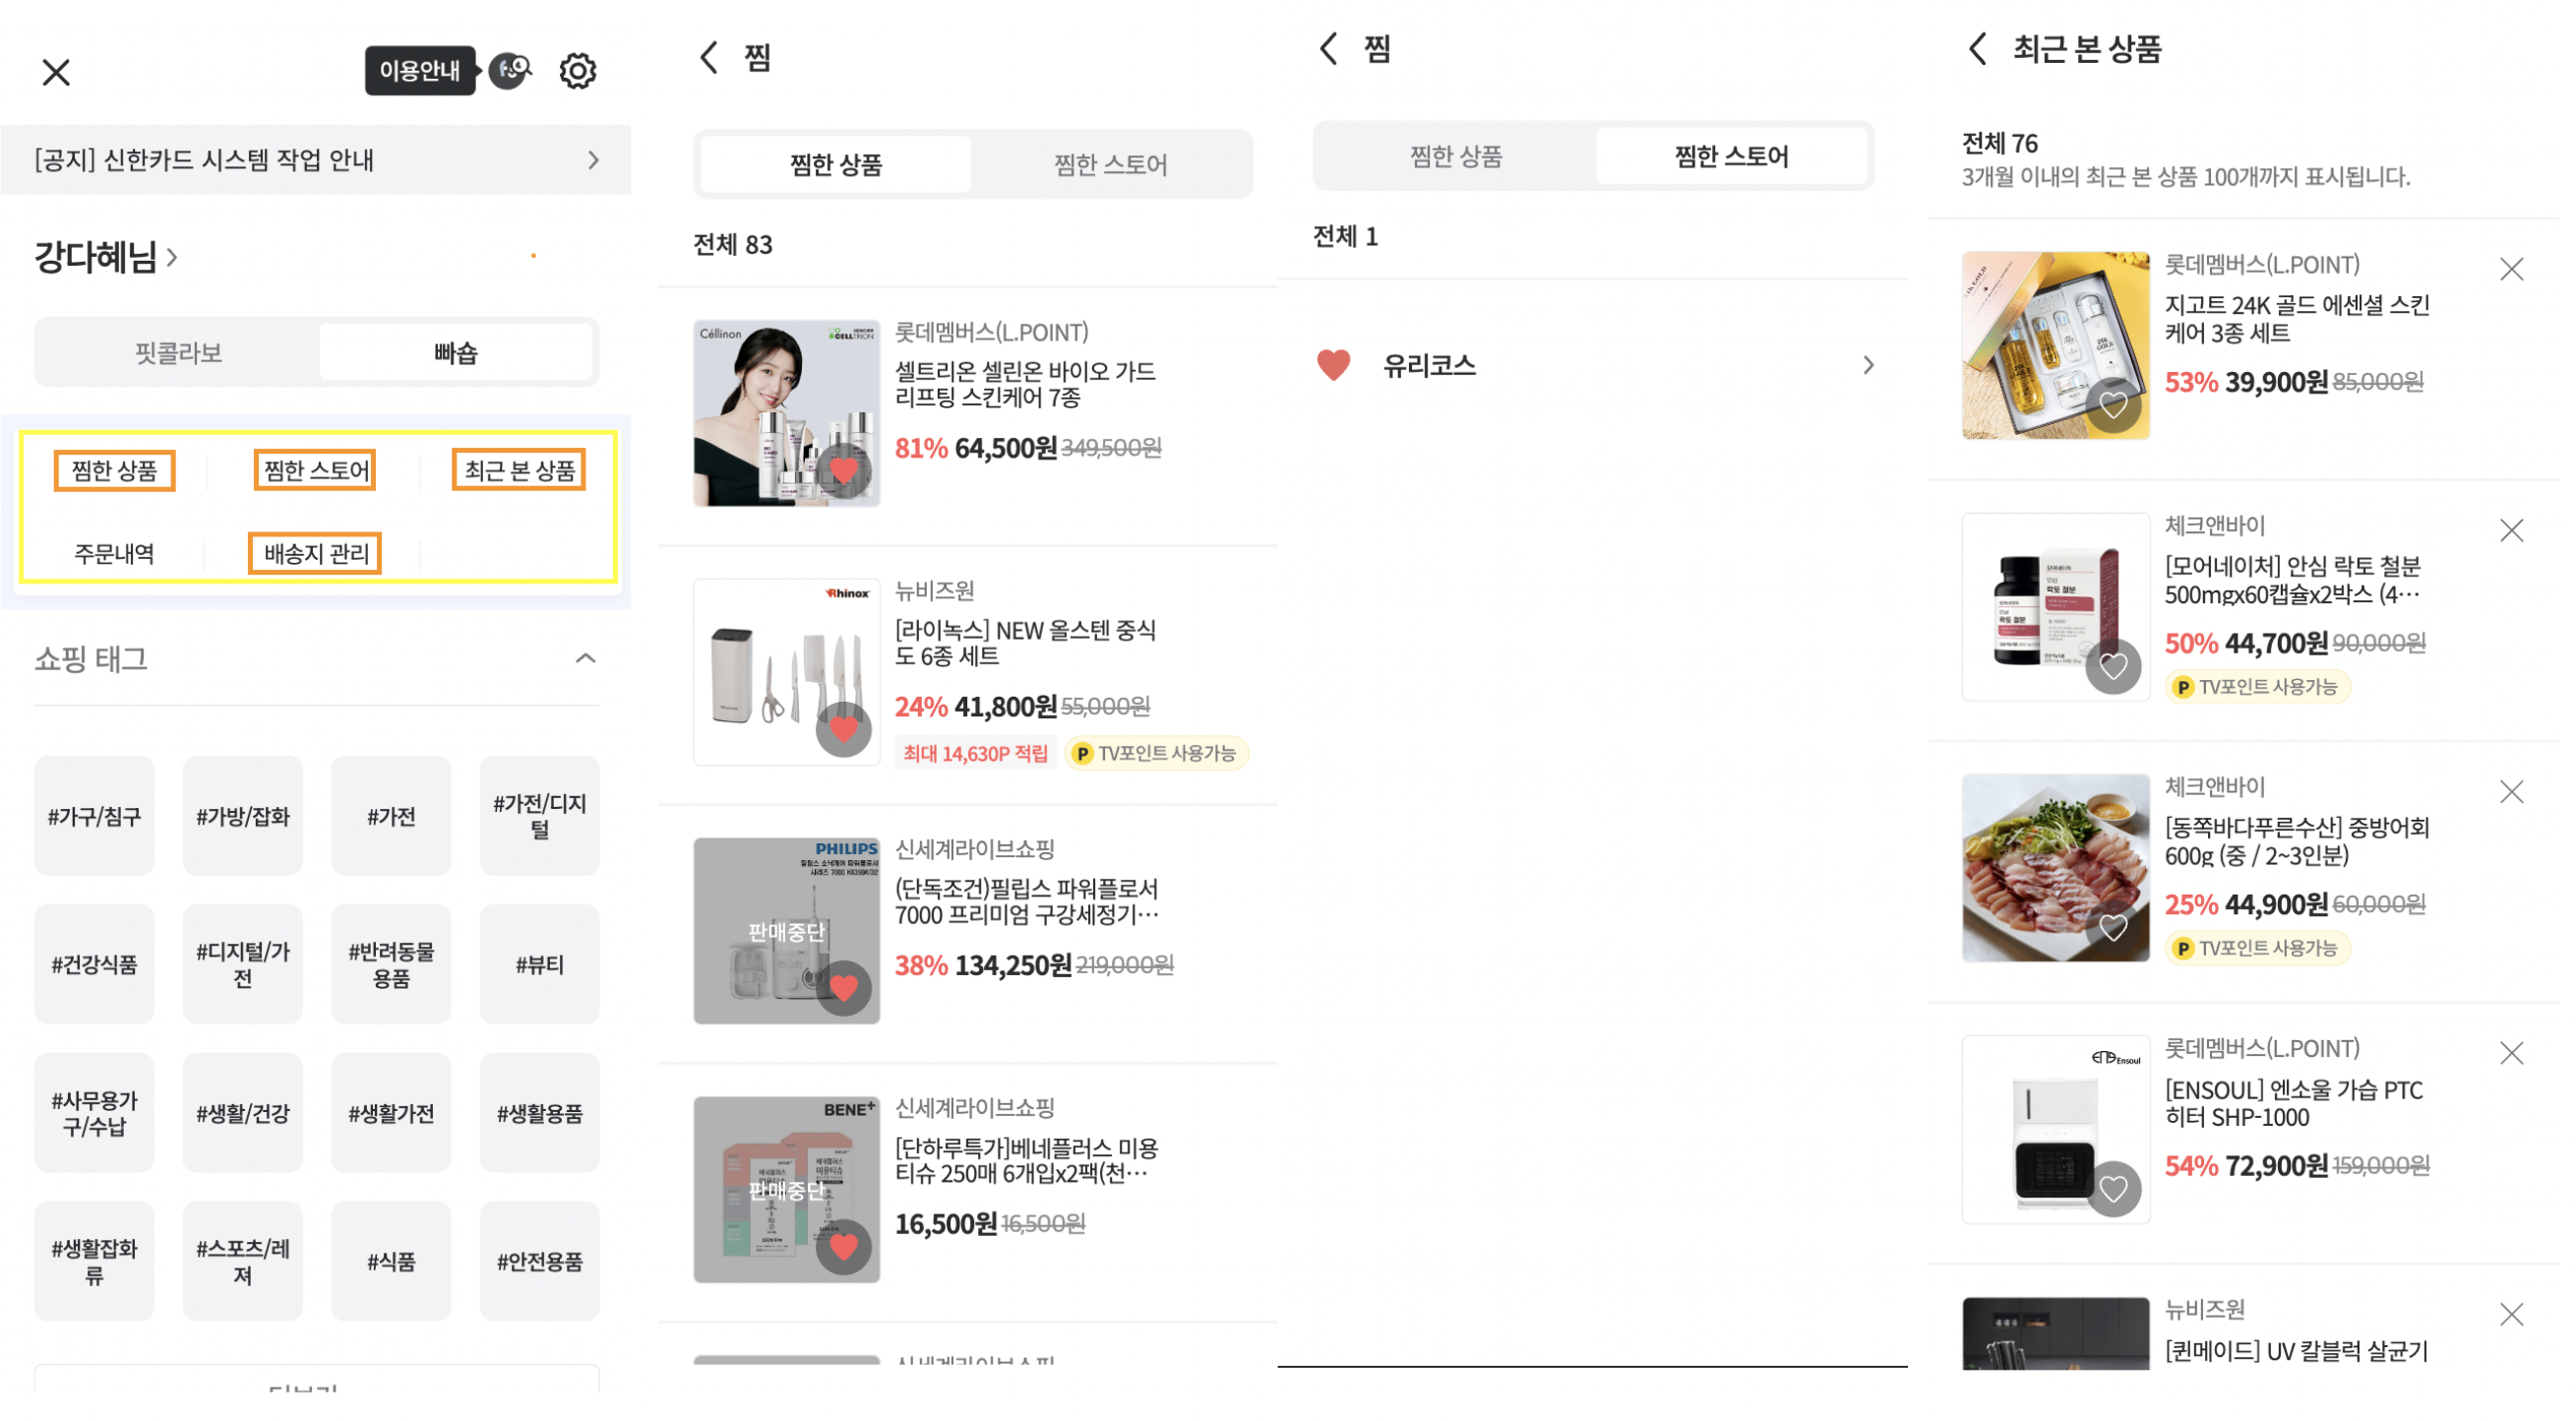 이용안내
[공지] 신한카드 시스템 작업 안내
강다혜님
핏콜라보
빠숍
찜한 상품
찜한 스토어
최근 본 상품
주문내역
배송지 관리
쇼핑 태그
#가구/침구
#가방/잡화
#가전
#가전/디지
털
#건강식품
#디지털/가
전
#반려동물
용품
#뷰티
#사무용가
구/수납
#생활/건강
#생활가전
#생활용품
#생활잡화
류
#스포츠/레
져
#식품
#안전용품
찜
찜한 상품
찜한 스토어
전체 83
Céllinon
CELLTRION
롯데멤버스(L.POINT)
셀트리온 셀린온 바이오 가드
리프팅 스킨케어 7종
81% 64,500원 349,500원
Rhinox
뉴비즈원
[라이녹스] NEW 올스텐 중식
도 6종 세트
24% 41,800원 55,000원
최대 14,630P 적립
P TV포인트 사용가능
PHILIPS
판매중단
신세계라이브쇼핑
(단독조건)필립스 파워플로서
7000 프리미엄 구강세정기…
38% 134,250원 219,000원
BENE+
판매중단
신세계라이브쇼핑
[단하루특가]베네플러스 미용
티슈 250매 6개입x2팩(천…
16,500원 16,500원
찜
찜한 상품
찜한 스토어
전체 1
유리코스
최근 본 상품
전체 76
3개월 이내의 최근 본 상품 100개까지 표시됩니다.
롯데멤버스(L.POINT)
지고트 24K 골드 에센셜 스킨
케어 3종 세트
53% 39,900원 85,000원
체크앤바이
[모어네이처] 안심 락토 철분
500mgx60캡슐x2박스 (4…
50% 44,700원 90,000원
P TV포인트 사용가능
체크앤바이
[동쪽바다푸른수산] 중방어회
600g (중 / 2~3인분)
25% 44,900원 60,000원
P TV포인트 사용가능
Ensoul
롯데멤버스(L.POINT)
[ENSOUL] 엔소울 가습 PTC
히터 SHP-1000
54% 72,900원 159,000원
뉴비즈원
[퀸메이드] UV 칼블럭 살균기